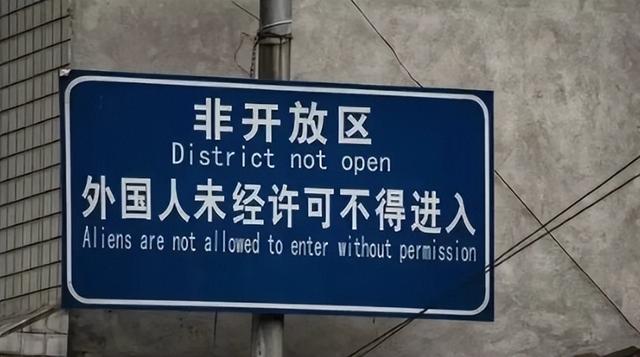 非开放区
District not open
外国人未经许可不得进入
Aliens are not allowed to enter without permission